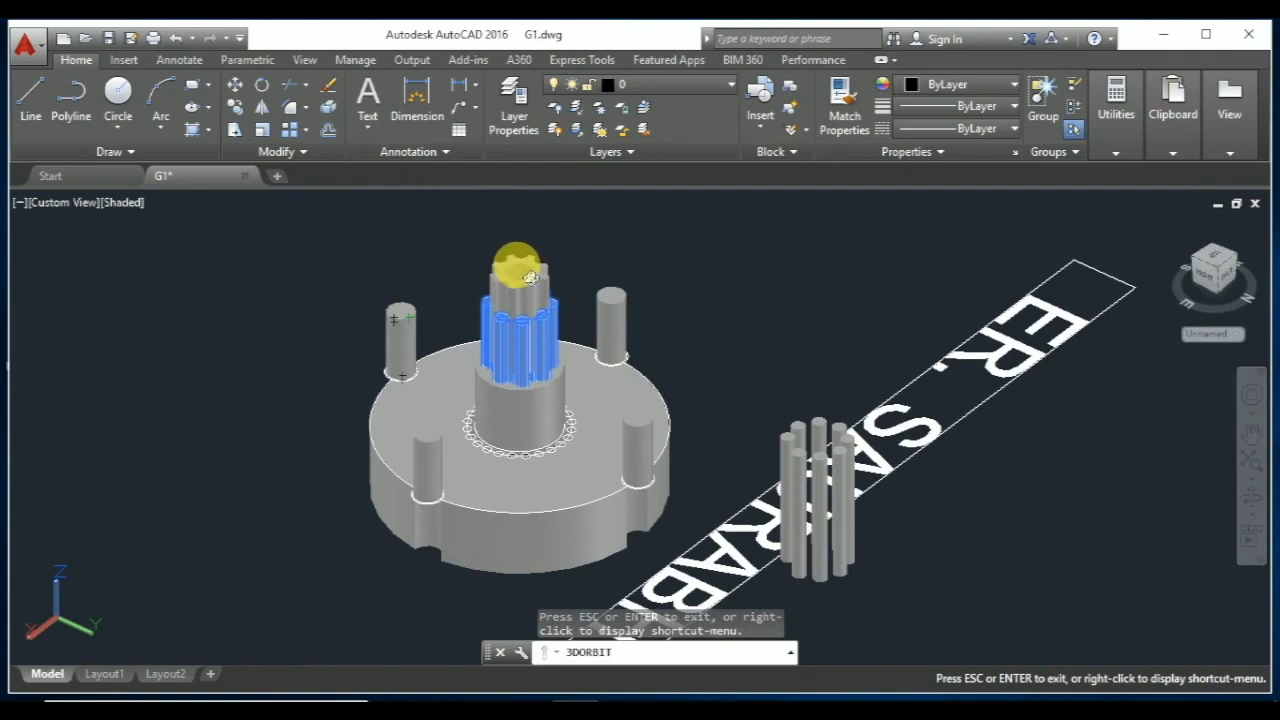 Autodesk AutoCAD 2016 G1.dwg
Type a keyword or phrase
Sign In
Home Insert Annotate Parametric View Manage Output Add-ins A360 Express Tools Featured Apps BIM 360 Performance
Line Polyline Circle Arc
Text Dimension
Layer Properties
0
Insert
Match Properties
ByLayer
ByLayer
ByLayer
Group
Utilities
Clipboard
View
Draw Modify Annotation Layers Block Properties Groups
Start G1*
[−][Custom View][Shaded]
Unnamed
ER. SA
Z
X
Y
Press ESC or ENTER to exit, or right-
click to display shortcut-menu.
3DORBIT
Model Layout1 Layout2
Press ESC or ENTER to exit, or right-click to display shortcut-menu.